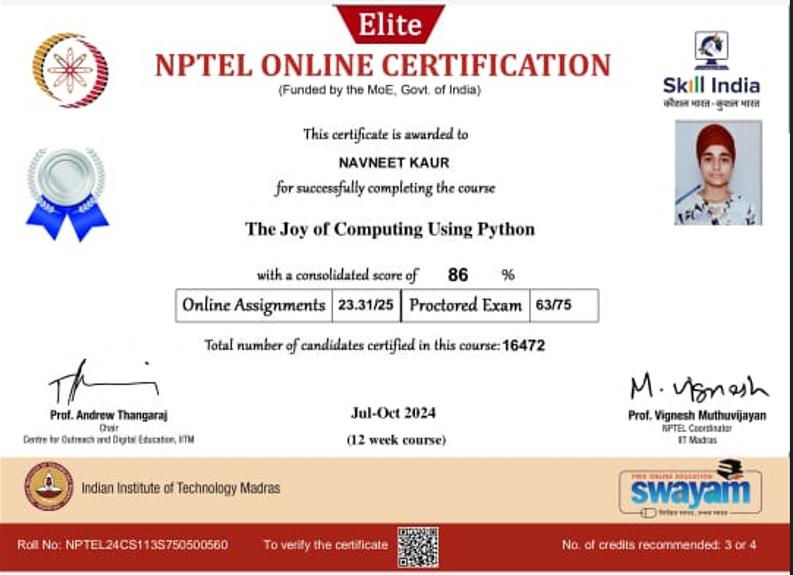 Elite
NPTEL ONLINE CERTIFICATION
(Funded by the MoE, Govt. of India)
Skill India
कौशल भारत - कुशल भारत
This certificate is awarded to
NAVNEET KAUR
for successfully completing the course
The Joy of Computing Using Python
with a consolidated score of 86 %
Online Assignments 23.31/25 Proctored Exam 63/75
Total number of candidates certified in this course: 16472
M. Vignesh
Prof. Andrew Thangaraj
Chair
Centre for Outreach and Digital Education, IITM
Jul-Oct 2024
(12 week course)
Prof. Vignesh Muthuvijayan
NPTEL Coordinator
IIT Madras
Indian Institute of Technology Madras
FREE ONLINE EDUCATION
swayam
शिक्षित भारत, उन्नत भारत
Roll No: NPTEL24CS113S750500560 To verify the certificate No. of credits recommended: 3 or 4